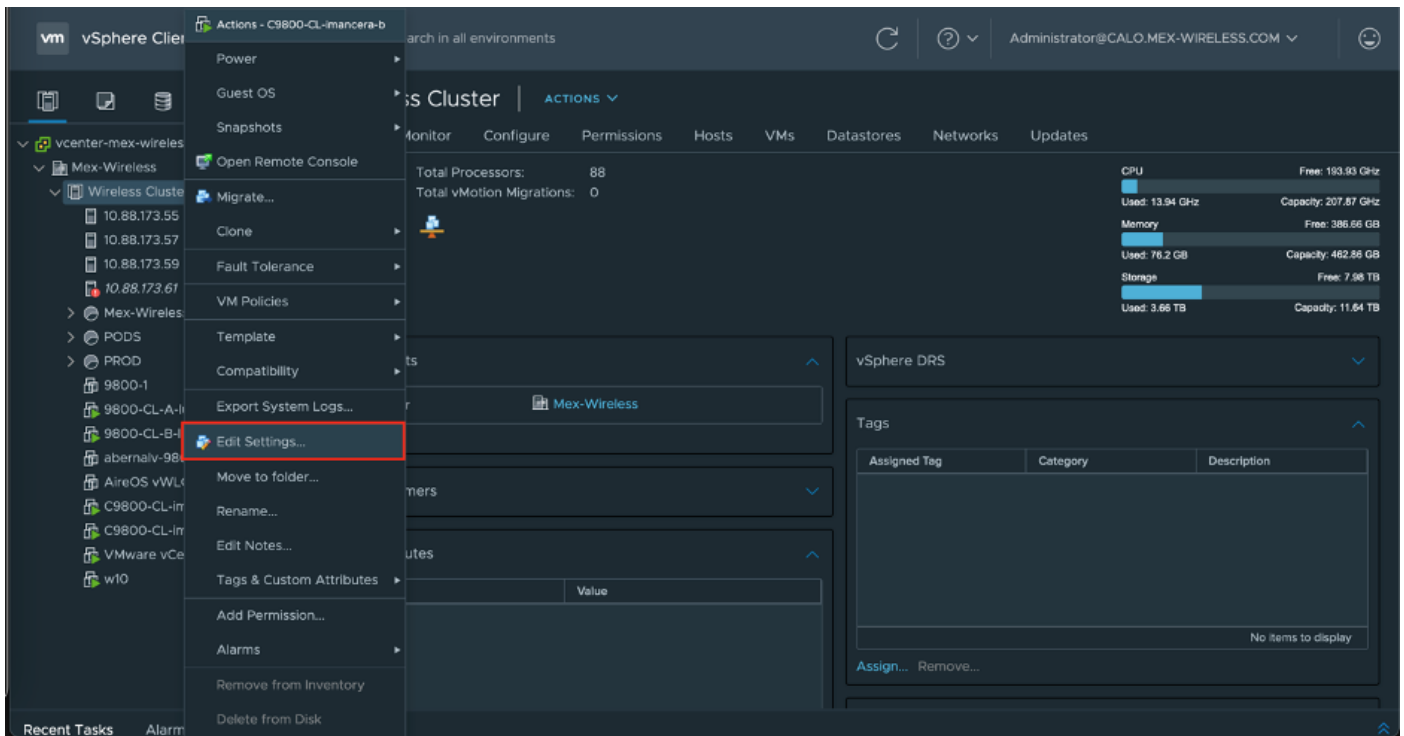 vm vSphere Clier
arch in all environments
Administrator@CALO.MEX-WIRELESS.COM
Actions - C9800-CL-imancera-b
Power
Guest OS
Snapshots
Open Remote Console
Migrate...
Clone
Fault Tolerance
VM Policies
Template
Compatibility
Export System Logs...
Edit Settings...
Move to folder...
Rename...
Edit Notes...
Tags & Custom Attributes
Add Permission...
Alarms
Remove from Inventory
Delete from Disk
vcenter-mex-wireles
Mex-Wireless
Wireless Cluste
10.88.173.55
10.88.173.57
10.88.173.59
10.88.173.61
Mex-Wireles
PODS
PROD
9800-1
9800-CL-A-I
9800-CL-B-I
abernalv-98
AireOS vWL
C9800-CL-im
C9800-CL-im
VMware vCe
w10
ss Cluster | ACTIONS
Monitor Configure Permissions Hosts VMs Datastores Networks Updates
Total Processors: 88
Total vMotion Migrations: 0
CPU Free: 193.93 GHz
Used: 13.94 GHz Capacity: 207.87 GHz
Memory Free: 386.66 GB
Used: 76.2 GB Capacity: 462.86 GB
Storage Free: 7.98 TB
Used: 3.66 TB Capacity: 11.64 TB
ts
r Mex-Wireless
mers
utes
Value
vSphere DRS
Tags
Assigned Tag Category Description
No items to display
Assign... Remove...
Recent Tasks Alarm